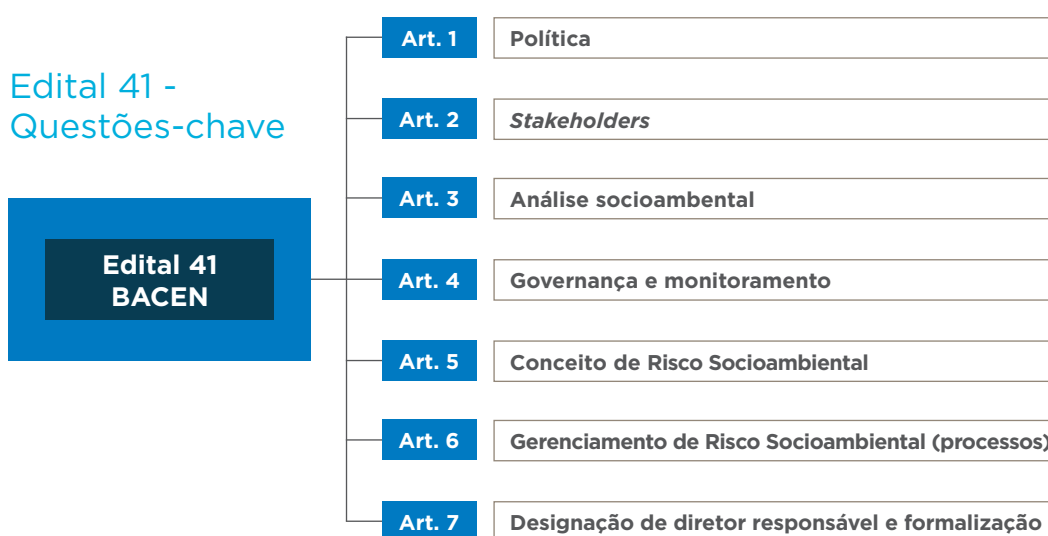 Edital 41 -
Questões-chave
Edital 41
BACEN
Art. 1 Política
Art. 2 Stakeholders
Art. 3 Análise socioambental
Art. 4 Governança e monitoramento
Art. 5 Conceito de Risco Socioambiental
Art. 6 Gerenciamento de Risco Socioambiental (processos)
Art. 7 Designação de diretor responsável e formalização